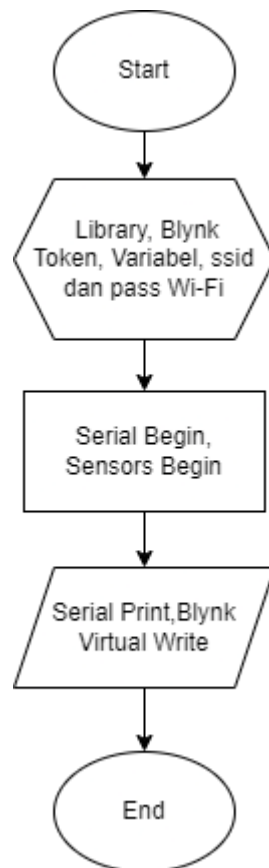 Start
Library, Blynk
Token, Variabel, ssid
dan pass Wi-Fi
Serial Begin,
Sensors Begin
Serial Print,Blynk
Virtual Write
End